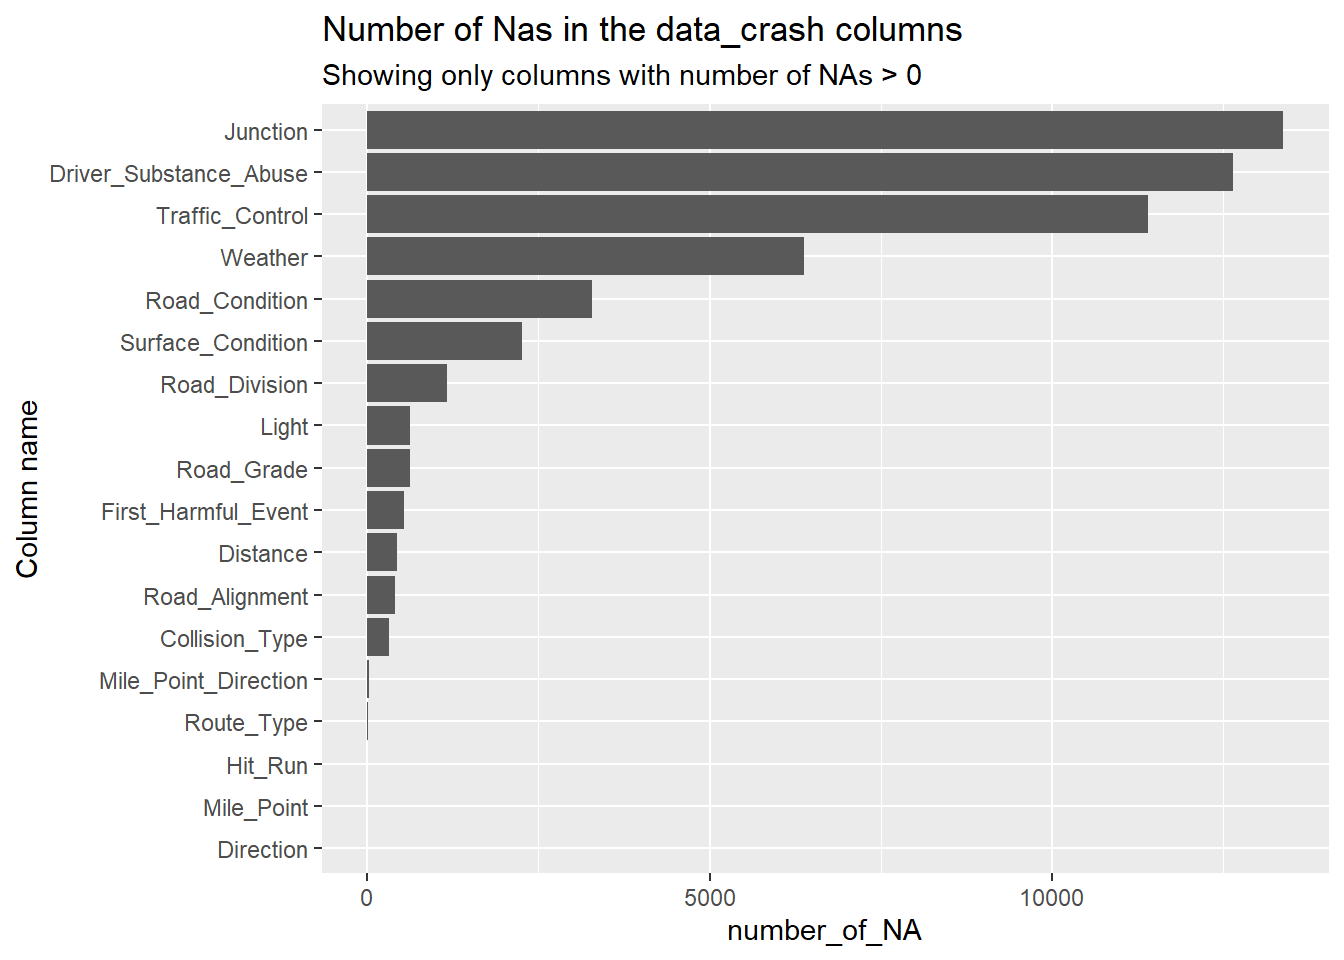 Number of Nas in the data_crash columns
Showing only columns with number of NAs > 0
Junction
Driver_Substance_Abuse
Traffic_Control
Weather
Road_Condition
Surface_Condition
Road_Division
Light
Road_Grade
First_Harmful_Event
Distance
Road_Alignment
Collision_Type
Mile_Point_Direction
Route_Type
Hit_Run
Mile_Point
Direction
Column name
0 5000 10000
number_of_NA